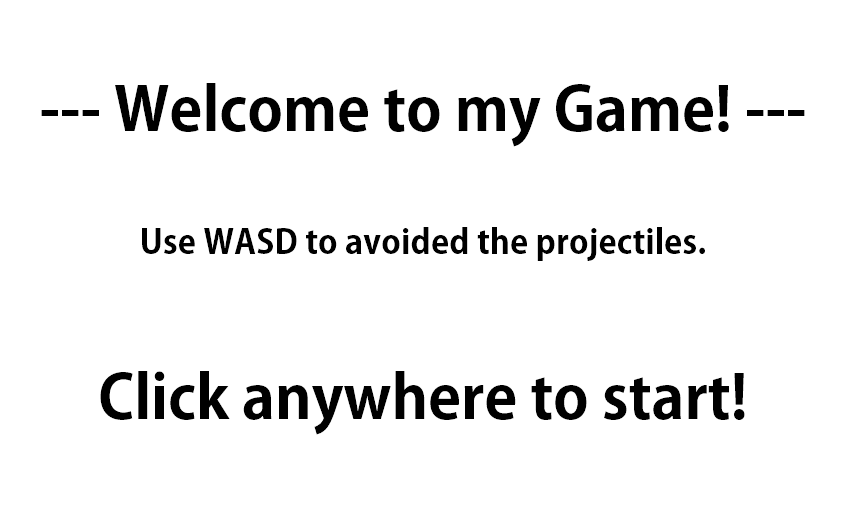 --- Welcome to my Game! ---
Use WASD to avoided the projectiles.
Click anywhere to start!